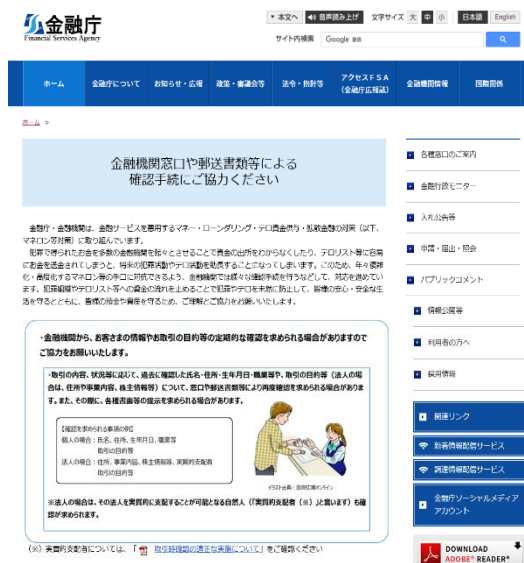 金融庁
Financial Services Agency
本文へ
音声読み上げ
文字サイズ 大 中 小
日本語 English
サイト内検索
Google
ホーム
金融庁について
お知らせ・広報
政策・審議会等
法令・指針等
アクセスFSA
(金融庁広報誌)
金融機関情報
国際関係
ホーム >
金融機関窓口や郵送書類等による
確認手続にご協力ください
金融庁・金融機関は、金融サービスを悪用するマネー・ローンダリング・テロ資金供与・拡散金融の対策（以下、
マネロン等対策）に取り組んでいます。
犯罪で得られたお金を多数の金融機関を転々とさせることで資金の出所をわからなくしたり、テロリスト等に容易
にお金を送金されてしまうと、将来の犯罪活動やテロ活動を助長することになってしまいます。このため、年々複雑
化・高度化するマネロン等の手口に対抗できるよう、金融機関では様々な確認手続を行うなどして、対応を進めてい
ます。犯罪組織やテロリスト等への資金の流れを止めることで犯罪やテロを未然に防止して、皆様の安心・安全な生
活を守るとともに、皆様の預金や資産を守るため、ご理解とご協力をお願いいたします。
・金融機関から、お客さまの情報やお取引の目的等の定期的な確認を求められる場合がありますので
ご協力をお願いいたします。
・取引の内容、状況等に応じて、過去に確認した氏名・住所・生年月日・職業等や、取引の目的等（法人の場
合は、住所や事業内容、株主情報等）について、窓口や郵送書類等により再度確認を求められる場合がありま
す。また、その際に、各種書面等の提示を求められる場合があります。
【確認を求められる事項の例】
個人の場合：氏名、住所、生年月日、職業等
取引の目的等
法人の場合：住所、事業内容、株主情報等、実質的支配者
取引の目的等
イラスト出典：政府広報オンライン
※法人の場合は、その法人を実質的に支配することが可能となる自然人（「実質的支配者（※）」と言います）も確
認が求められます。
（※）実質的支配者については、「取引時確認の適正な実施について」をご確認ください
各種窓口のご案内
金融行政モニター
入札公告等
申請・届出・照会
パブリックコメント
情報公開等
利用者の方へ
採用情報
関連リンク
新着情報配信サービス
調達情報配信サービス
金融庁ソーシャルメディア
アカウント
DOWNLOAD
ADOBE® READER®